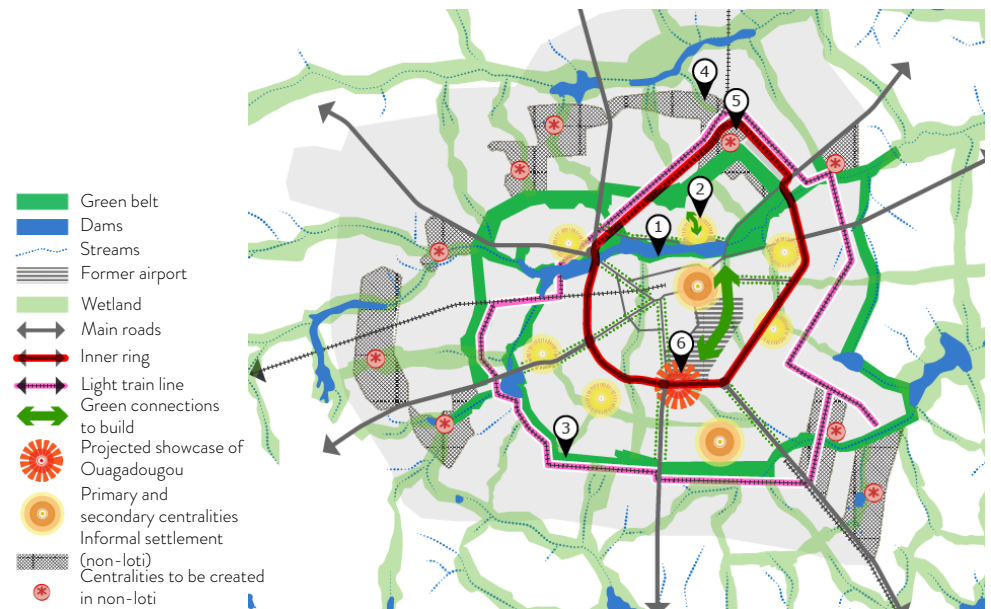 Green belt
Dams
Streams
Former airport
Wetland
Main roads
Inner ring
Light train line
Green connections
to build
Projected showcase of
Ouagadougou
Primary and
secondary centralities
Informal settlement
(non-loti)
Centralities to be created
in non-loti
4
5
2
1
6
3